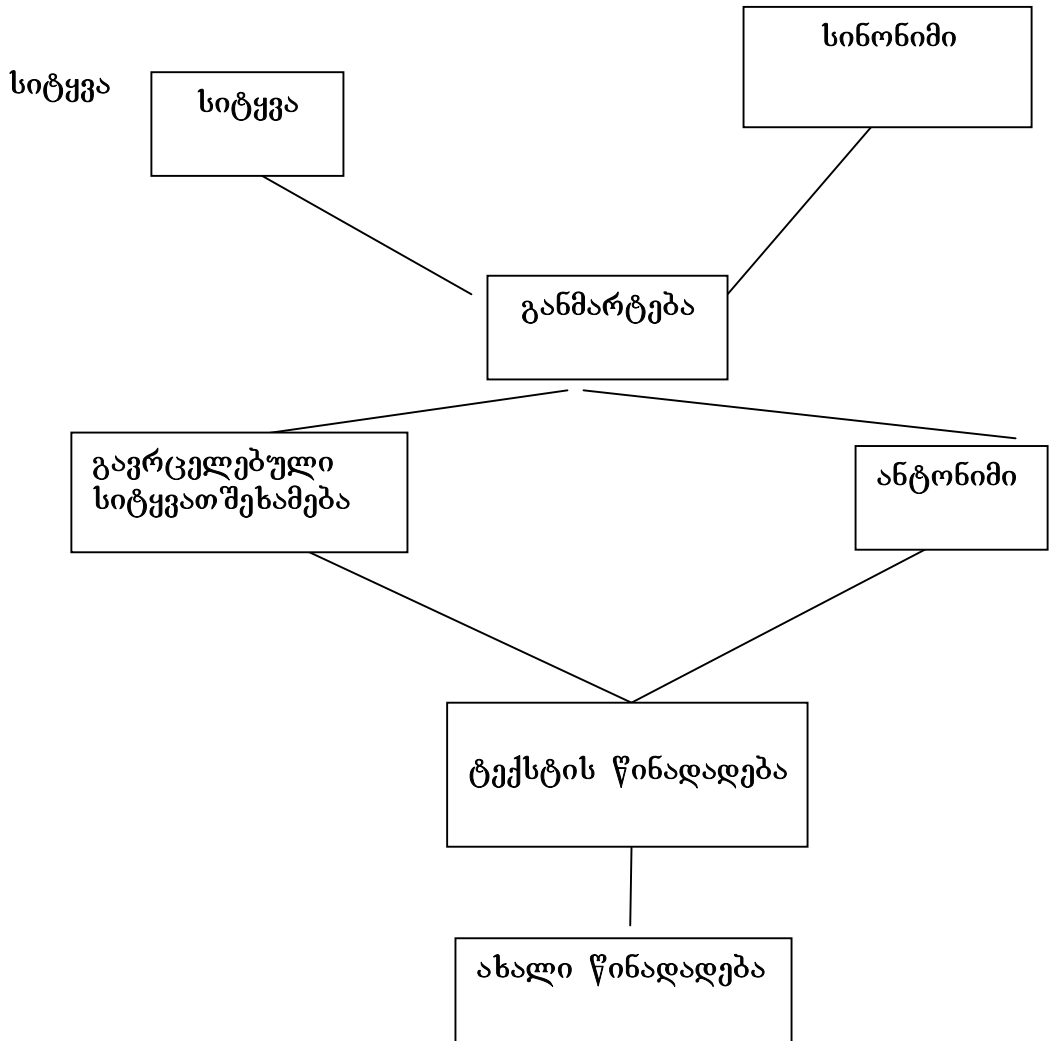 სინონიმი
სიტყვა
სიტყვა
განმარტება
გავრცელებული
სიტყვათშეხამება
ანტონიმი
ტექსტის წინადადება
ახალი წინადადება